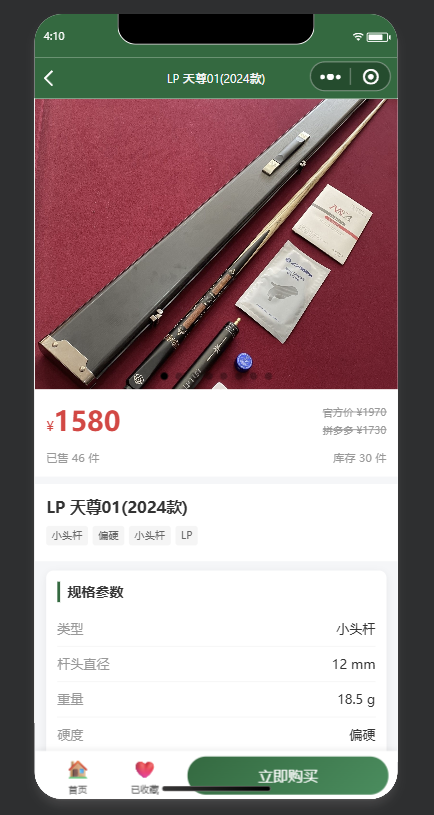 4:10
LP 天尊01(2024款)
¥1580
官方价 ¥1970
拼多多 ¥1730
已售 46 件
库存 30 件
LP 天尊01(2024款)
小头杆 偏硬 小头杆 LP
规格参数
类型 小头杆
杆头直径 12 mm
重量 18.5 g
硬度 偏硬
首页 已收藏 立即购买